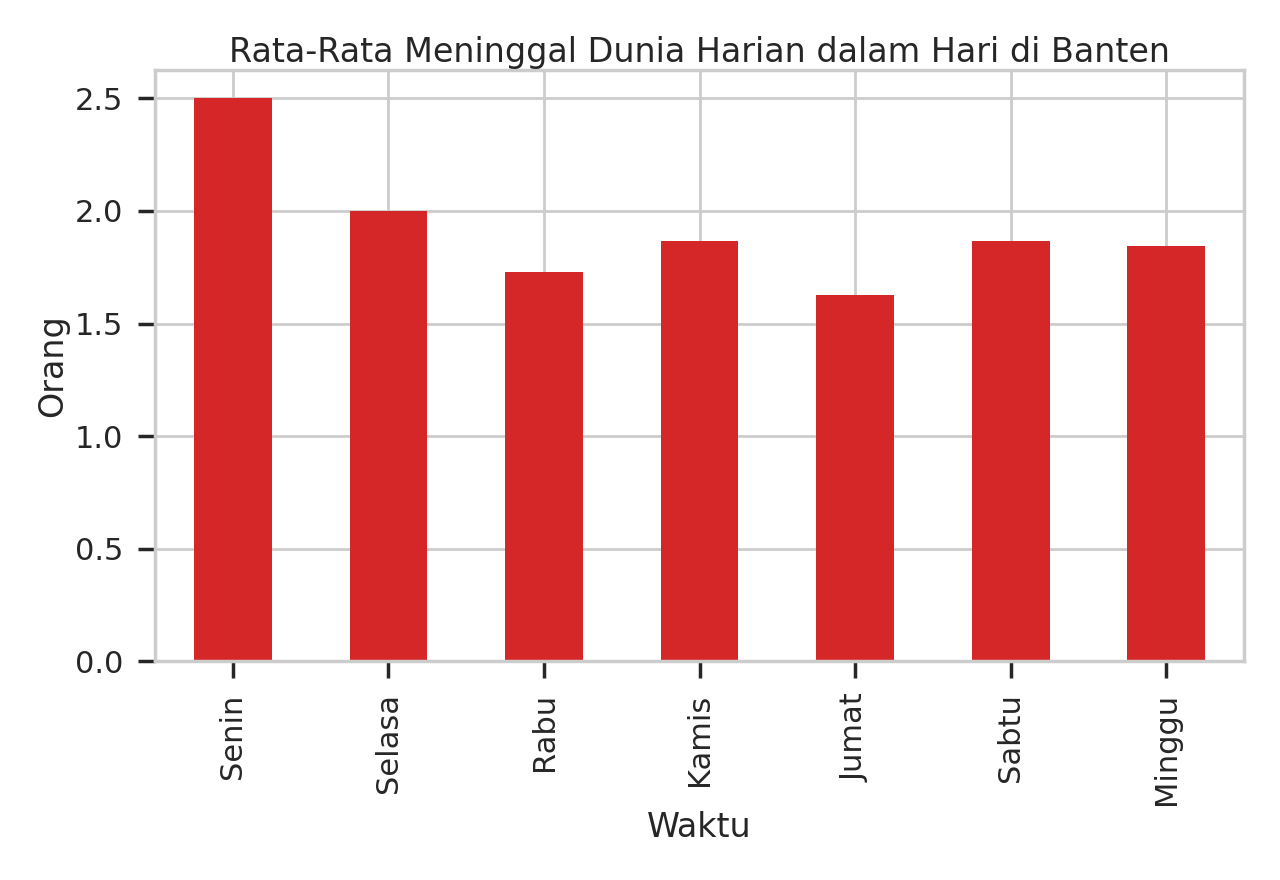 Rata-Rata Meninggal Dunia Harian dalam Hari di Banten
2.5
2.0
1.5
1.0
0.5
0.0
Orang
Senin
Selasa
Rabu
Kamis
Jumat
Sabtu
Minggu
Waktu